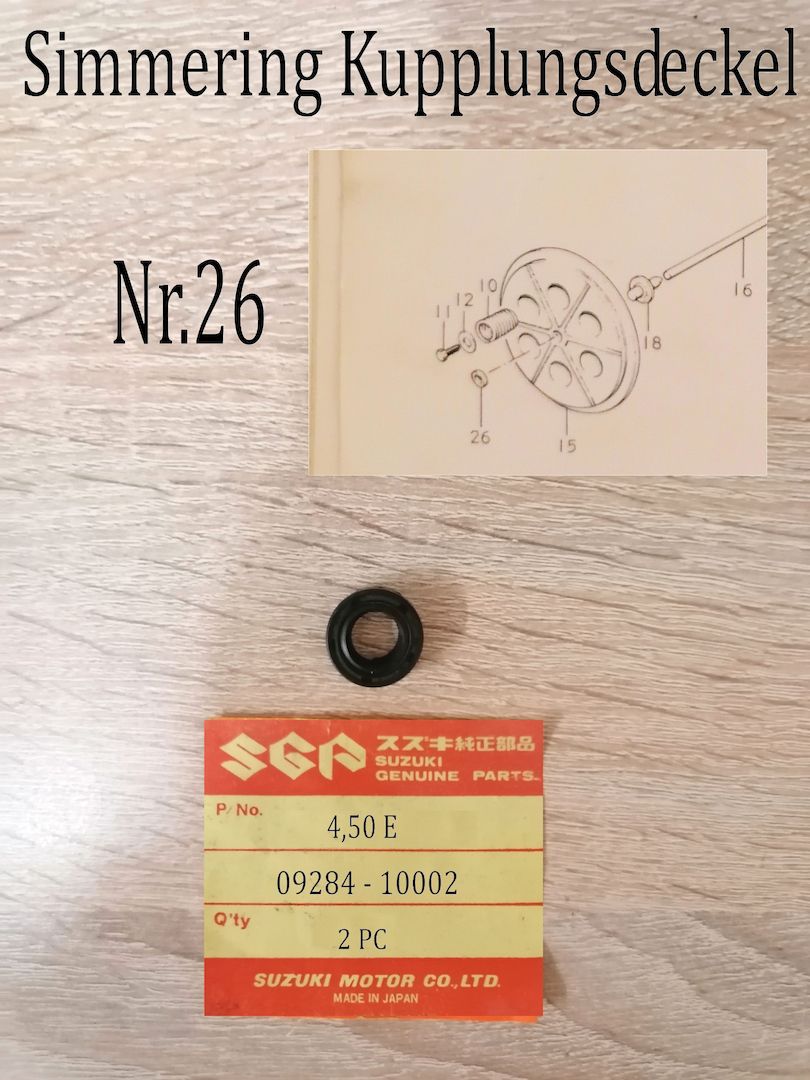 Simmering Kupplungsdeckel
Nr.26
11
12
10
16
18
26
15
SGP
スズキ純正部品
SUZUKI
GENUINE PARTS
P/No.
4,50 E
09284 - 10002
Q'ty
2 PC
SUZUKI MOTOR CO.,LTD.
MADE IN JAPAN